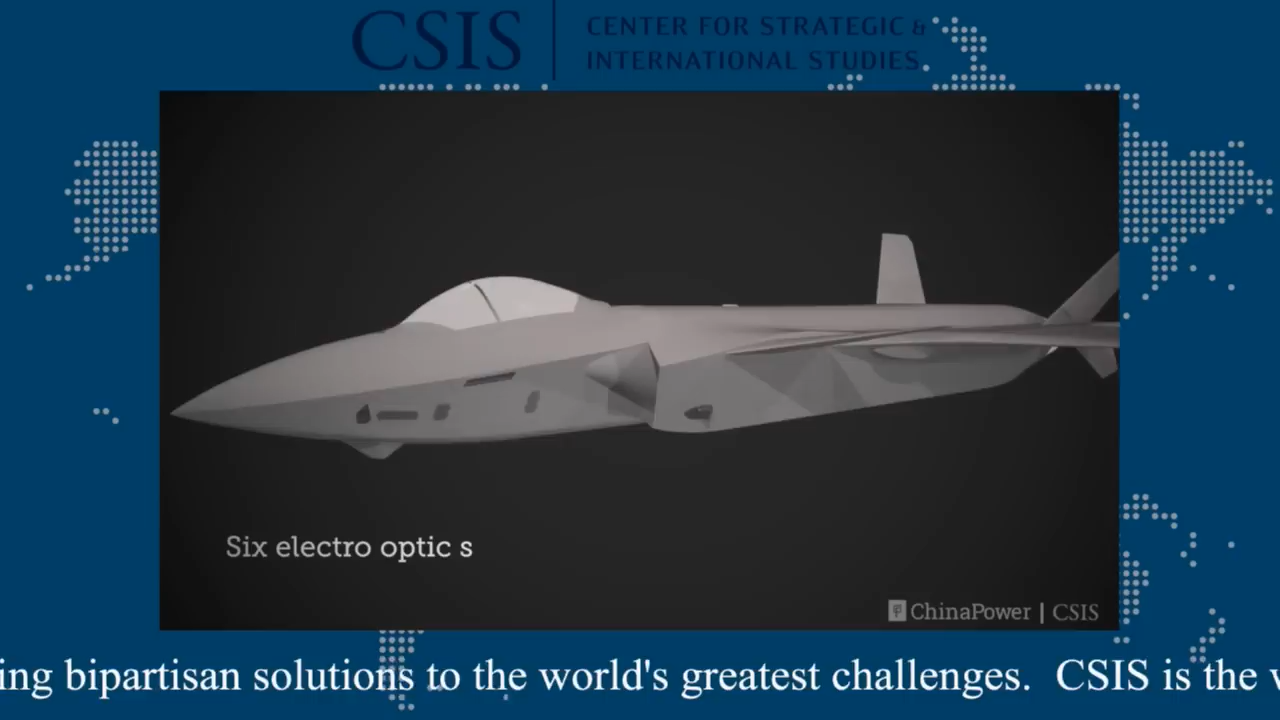 CSIS
CENTER FOR STRATEGIC &
INTERNATIONAL STUDIES
Six electro optic s
ChinaPower | CSIS
ing bipartisan solutions to the world's greatest challenges. CSIS is the